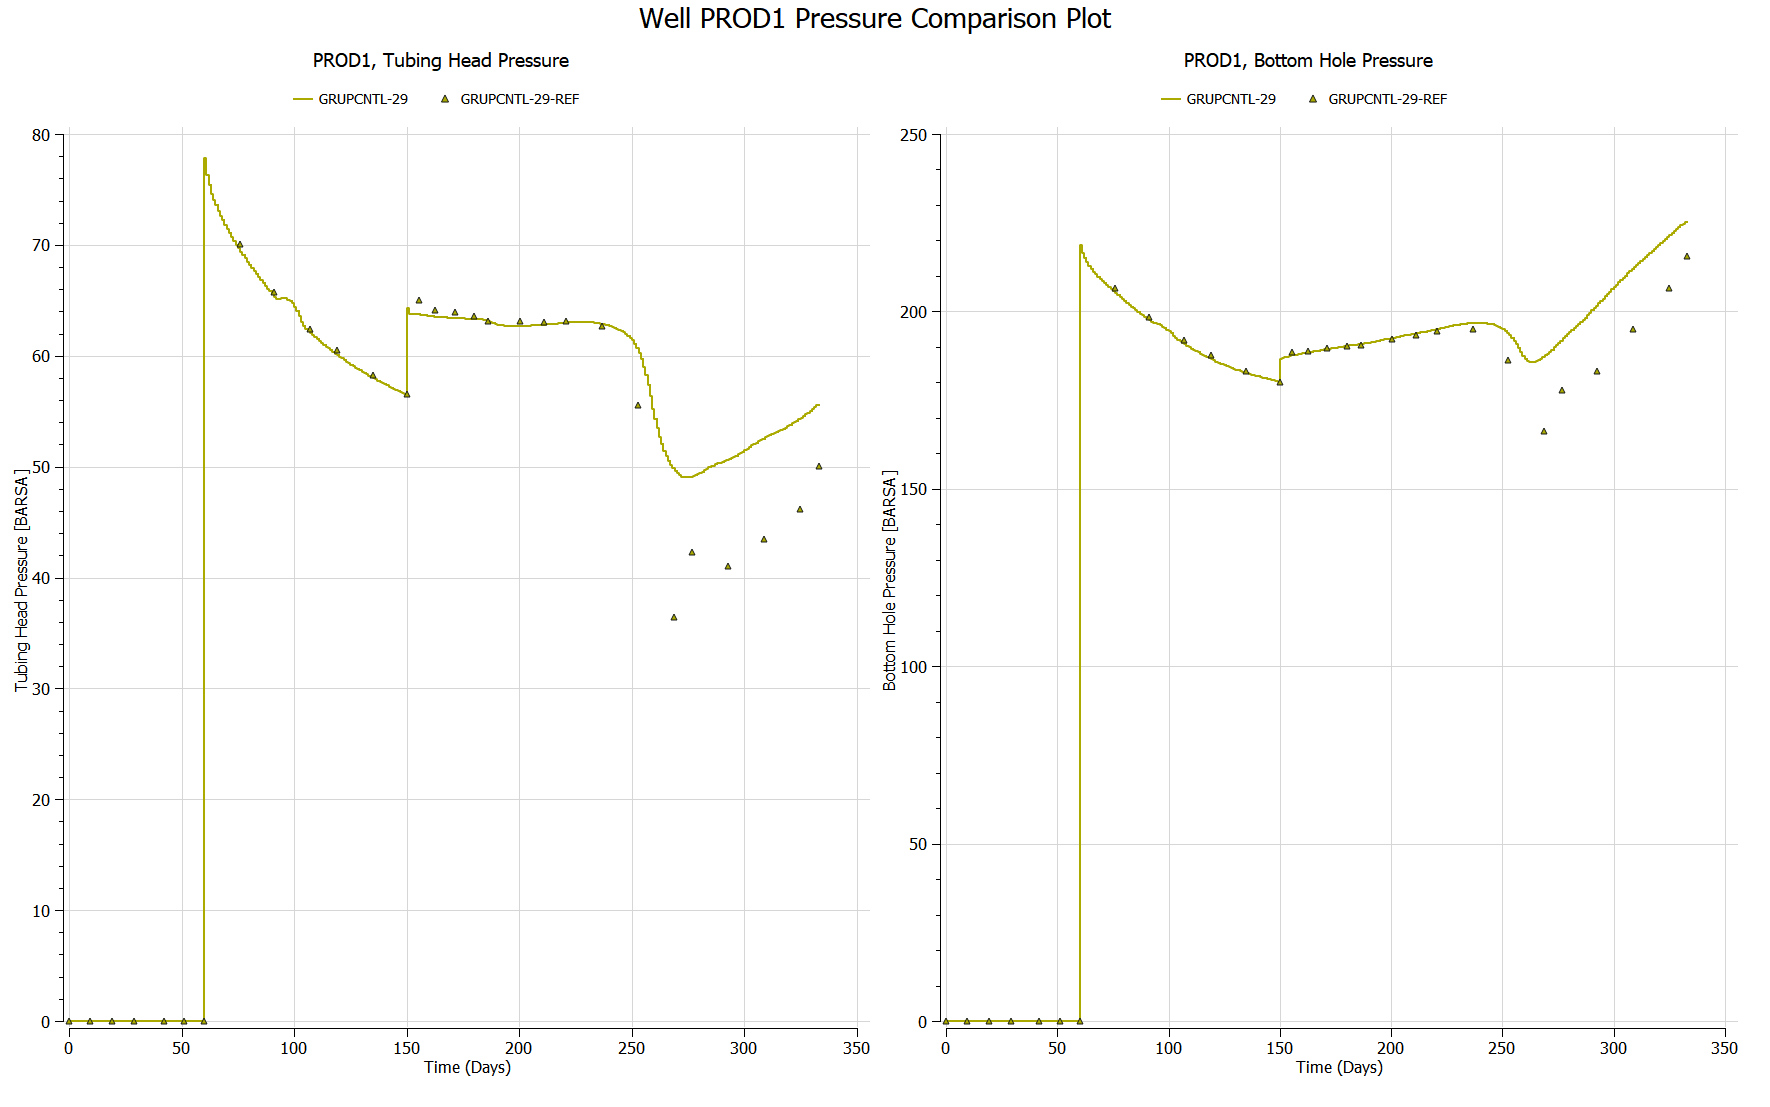 Well PROD1 Pressure Comparison Plot
PROD1, Tubing Head Pressure
GRUPCNTL-29 GRUPCNTL-29-REF
80
70
60
50
40
30
20
10
0
Tubing Head Pressure [BARSA]
0 50 100 150 200 250 300 350
Time (Days)
PROD1, Bottom Hole Pressure
GRUPCNTL-29 GRUPCNTL-29-REF
250
200
150
100
50
0
Bottom Hole Pressure [BARSA]
0 50 100 150 200 250 300 350
Time (Days)